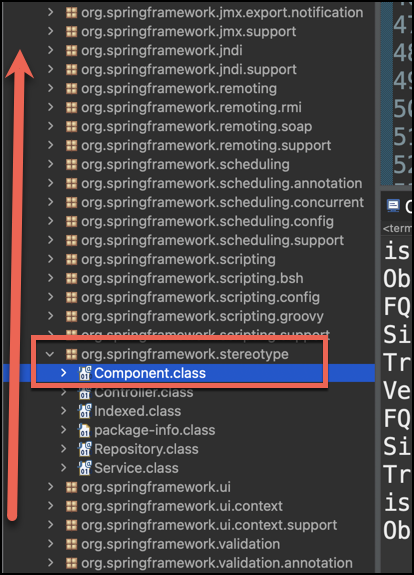 org.springframework.jmx.export.notification
org.springframework.jmx.support
org.springframework.jndi
org.springframework.jndi.support
org.springframework.remoting
org.springframework.remoting.rmi
org.springframework.remoting.soap
org.springframework.remoting.support
org.springframework.scheduling
org.springframework.scheduling.annotation
org.springframework.scheduling.concurrent
org.springframework.scheduling.config
org.springframework.scheduling.support
org.springframework.scripting
org.springframework.scripting.bsh
org.springframework.scripting.config
org.springframework.scripting.groovy
org.springframework.scripting.support
org.springframework.stereotype
Component.class
Controller.class
Indexed.class
package-info.class
Repository.class
Service.class
org.springframework.ui
org.springframework.ui.context
org.springframework.ui.context.support
org.springframework.validation
org.springframework.validation.annotation
47
48
49
50
51
52
<term
is
Ob
FQ
Si
Tr
Ve
FQ
Si
Tr
is
Ob